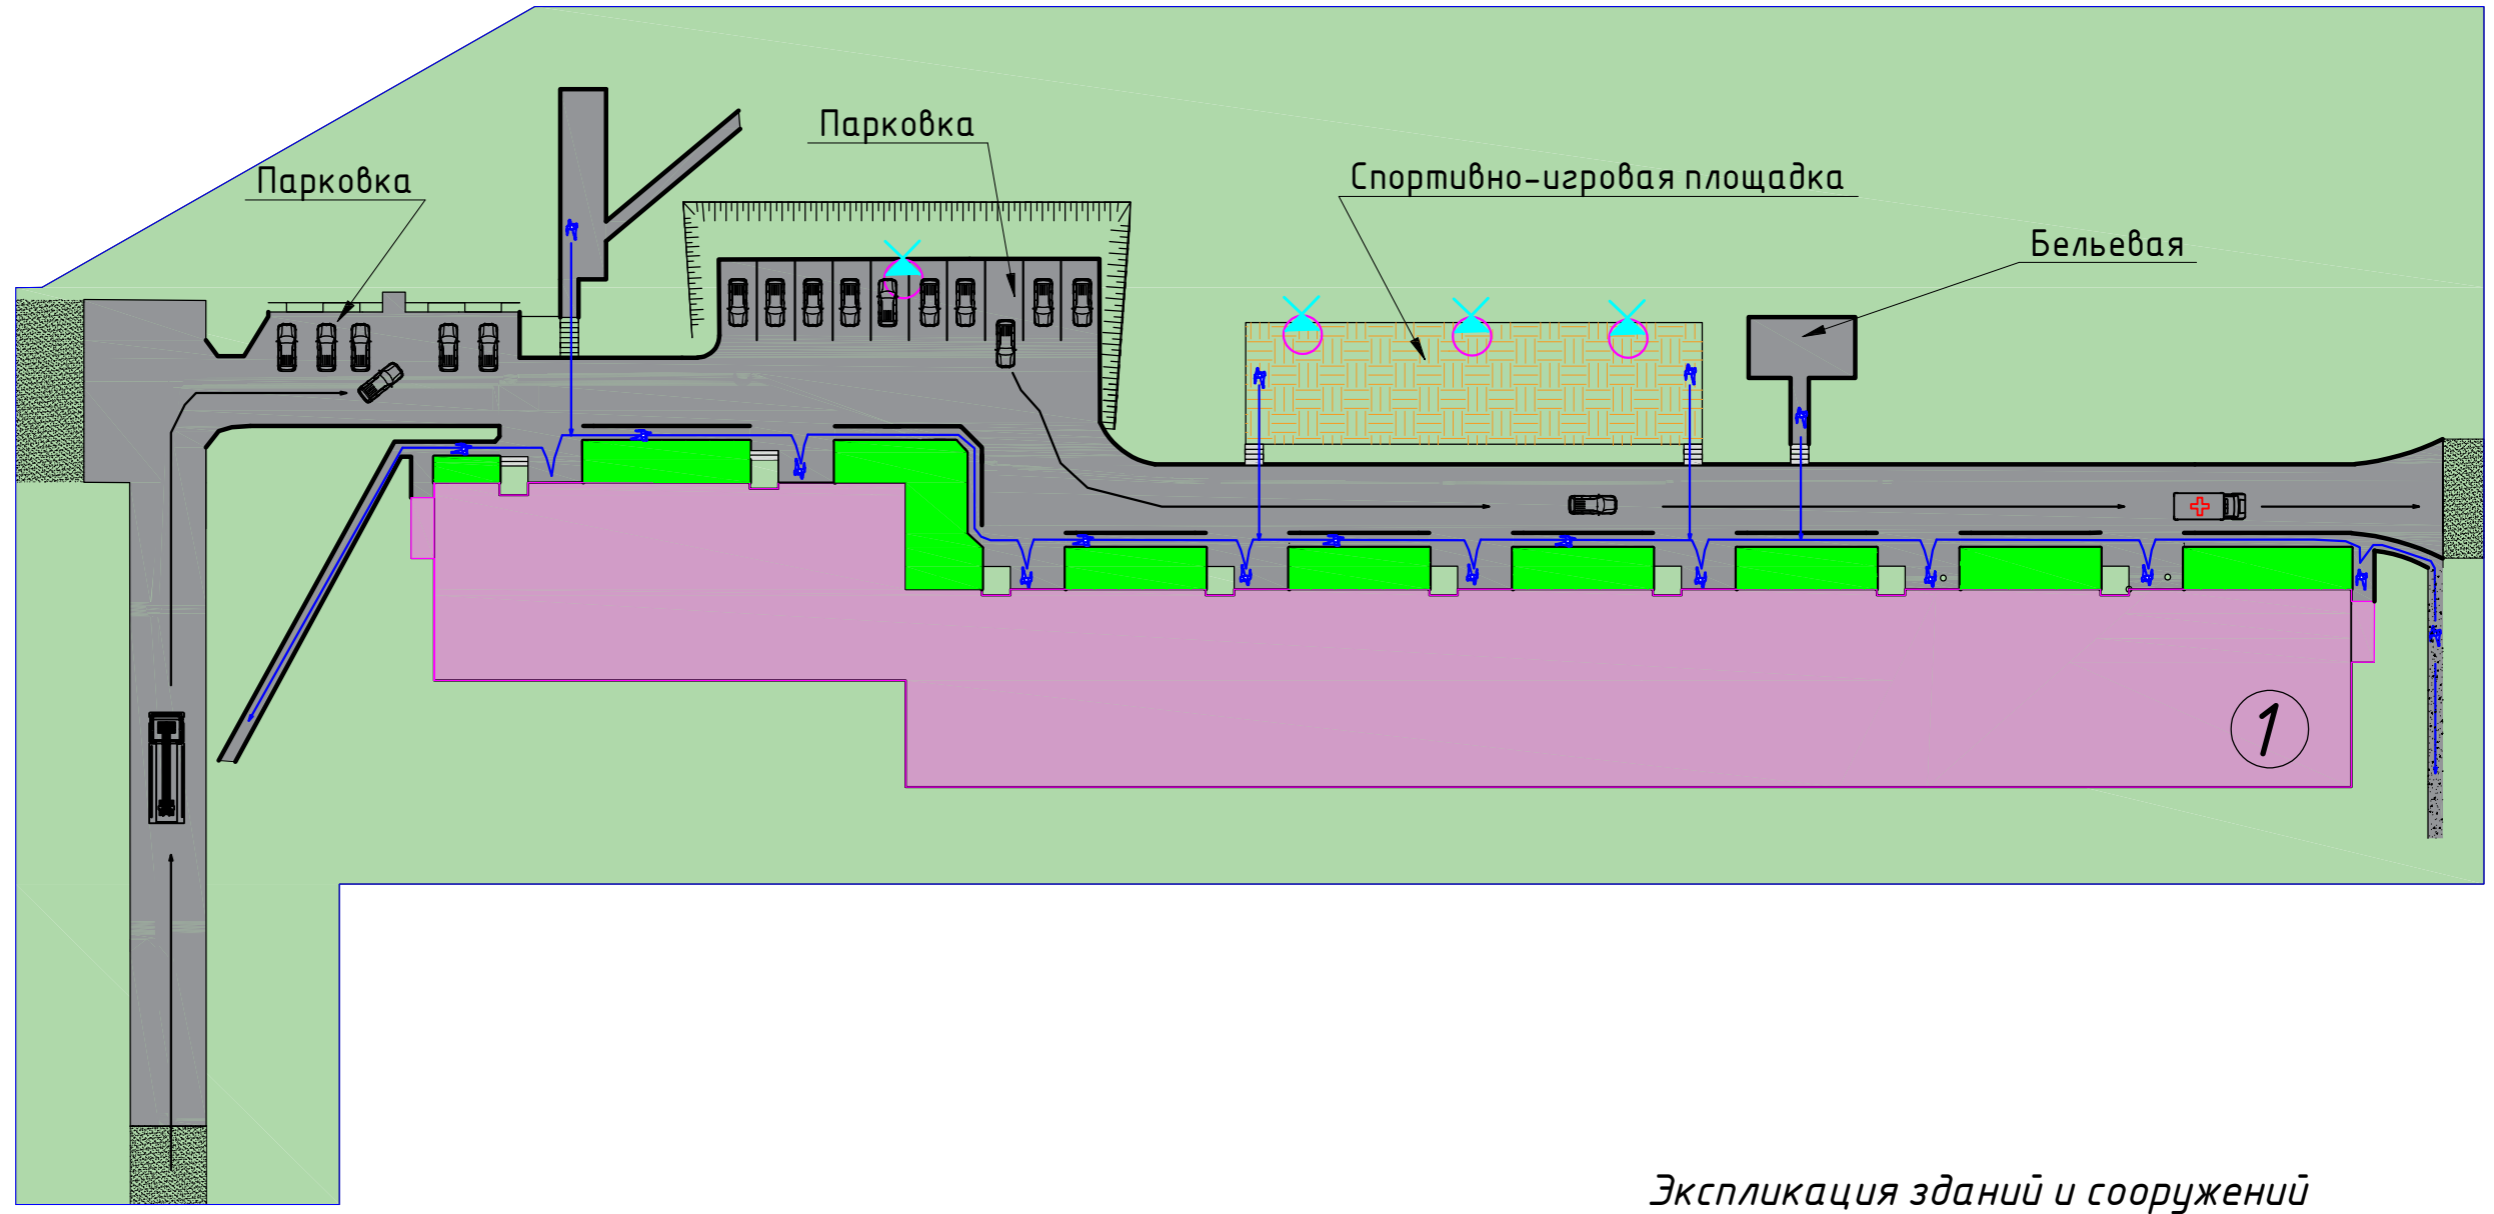 Парковка
Парковка
Спортивно-игровая площадка
Бельевая
1
Экспликация зданий и сооружений